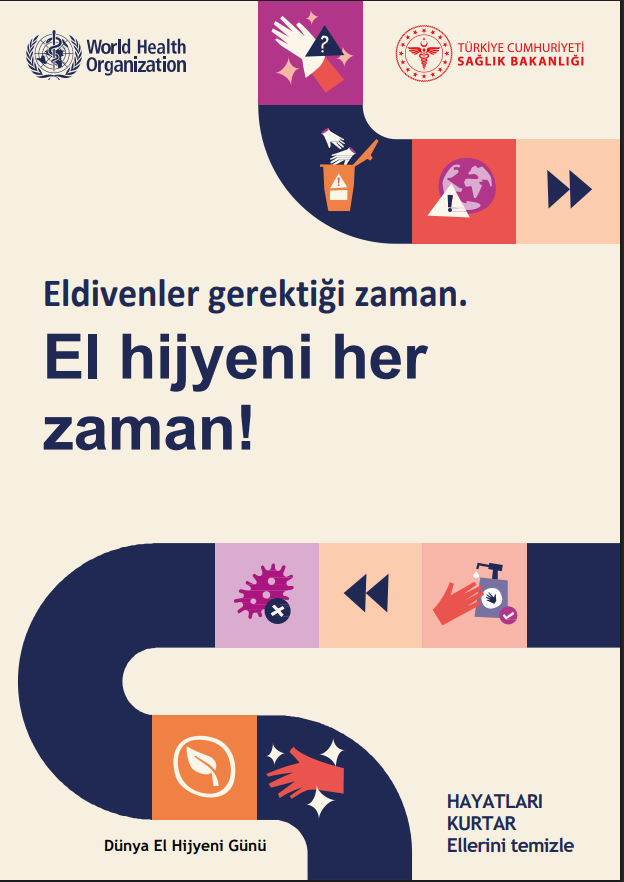 World Health
Organization
TÜRKİYE CUMHURİYETİ
SAĞLIK BAKANLIĞI
?
!
!
Eldivenler gerektiği zaman.
El hijyeni her
zaman!
HAYATLARI
KURTAR
Ellerini temizle
Dünya El Hijyeni Günü